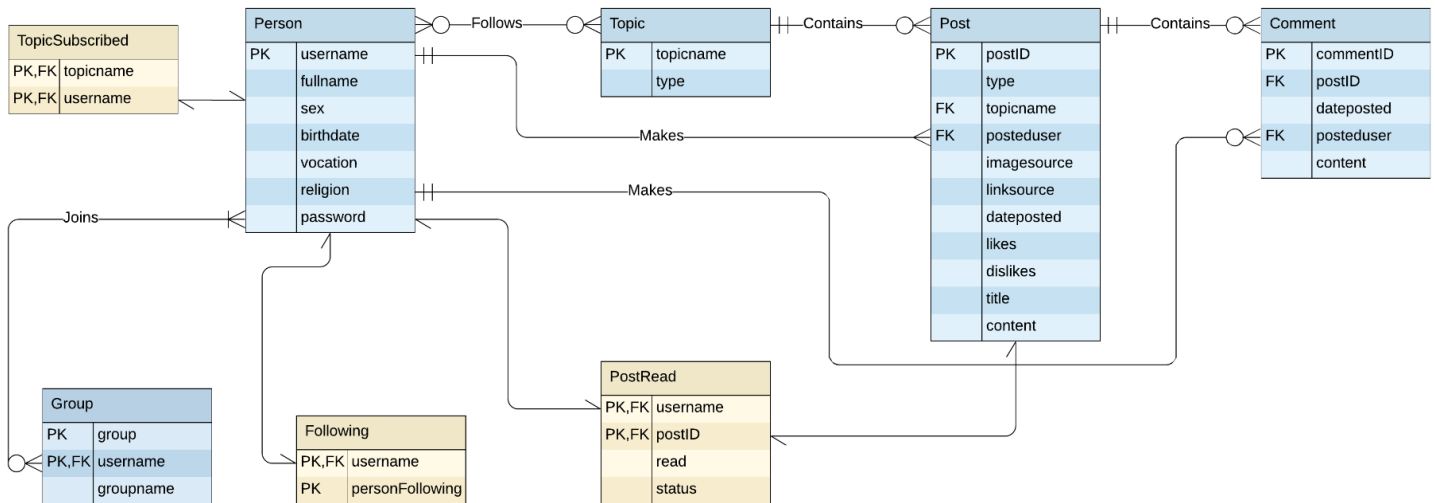 TopicSubscribed
PK,FK topicname
PK,FK username
Person
PK username
fullname
sex
birthdate
vocation
religion
password
Follows
Topic
PK topicname
type
Contains
Post
PK postID
type
FK topicname
FK posteduser
imagesource
linksource
dateposted
likes
dislikes
title
content
Contains
Comment
PK commentID
FK postID
dateposted
FK posteduser
content
Makes
Makes
Joins
Group
PK group
PK,FK username
groupname
Following
PK,FK username
PK personFollowing
PostRead
PK,FK username
PK,FK postID
read
status